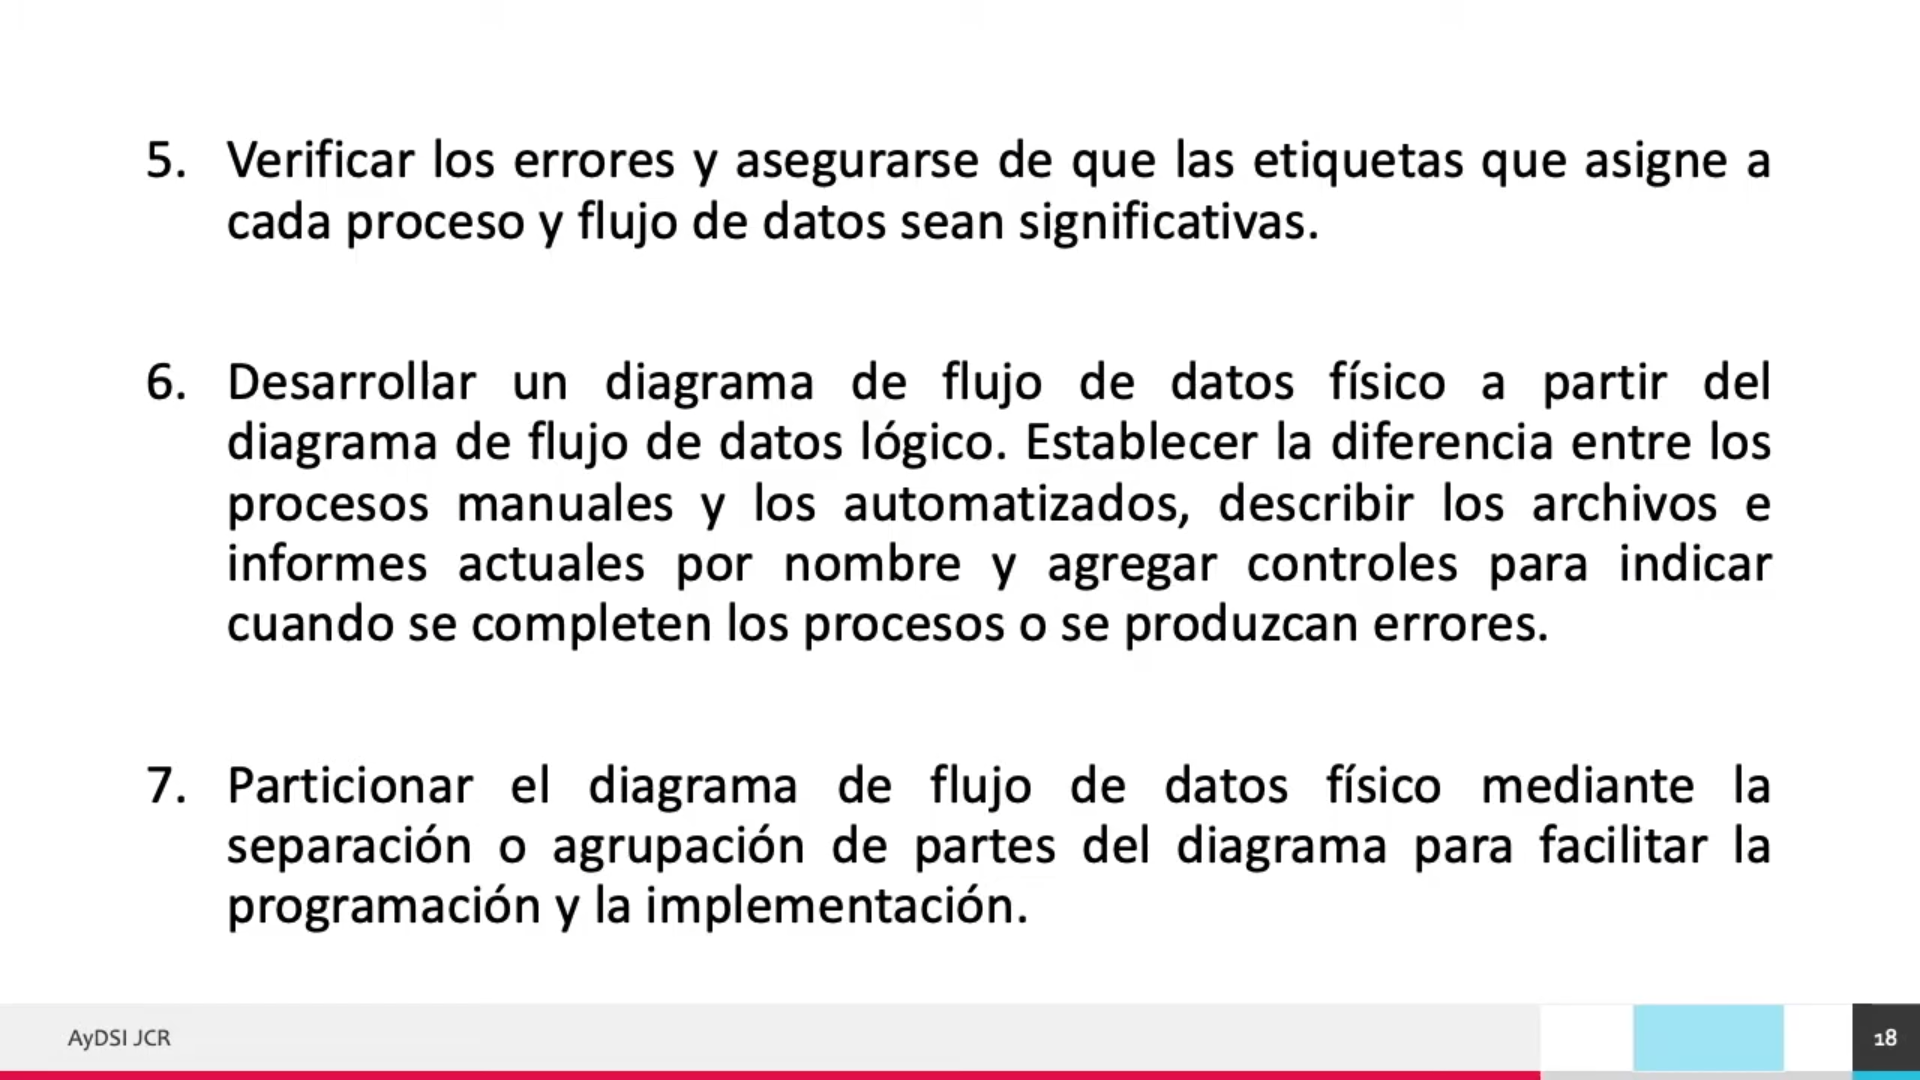 5. Verificar los errores y asegurarse de que las etiquetas que asigne a
cada proceso y flujo de datos sean significativas.
6. Desarrollar un diagrama de flujo de datos físico a partir del
diagrama de flujo de datos lógico. Establecer la diferencia entre los
procesos manuales y los automatizados, describir los archivos e
informes actuales por nombre y agregar controles para indicar
cuando se completen los procesos o se produzcan errores.
7. Particionar el diagrama de flujo de datos físico mediante la
separación o agrupación de partes del diagrama para facilitar la
programación y la implementación.
AyDSI JCR
18